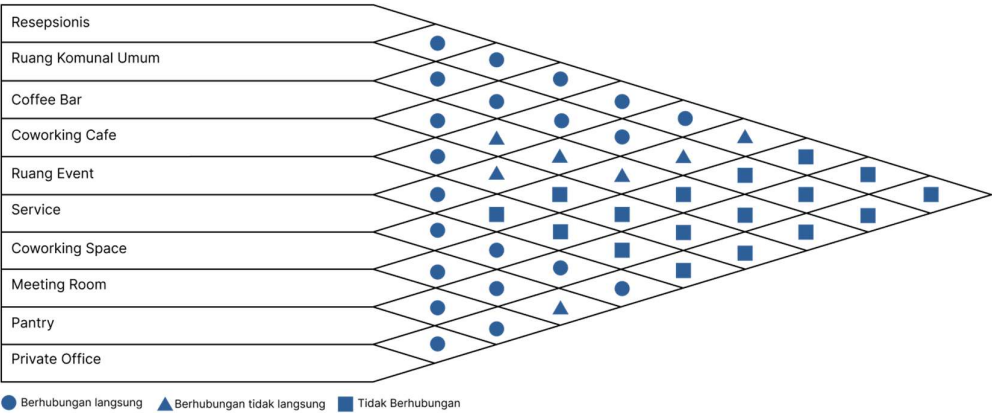 Resepsionis
Ruang Komunal Umum
Coffee Bar
Coworking Cafe
Ruang Event
Service
Coworking Space
Meeting Room
Pantry
Private Office
Berhubungan langsung Berhubungan tidak langsung Tidak Berhubungan